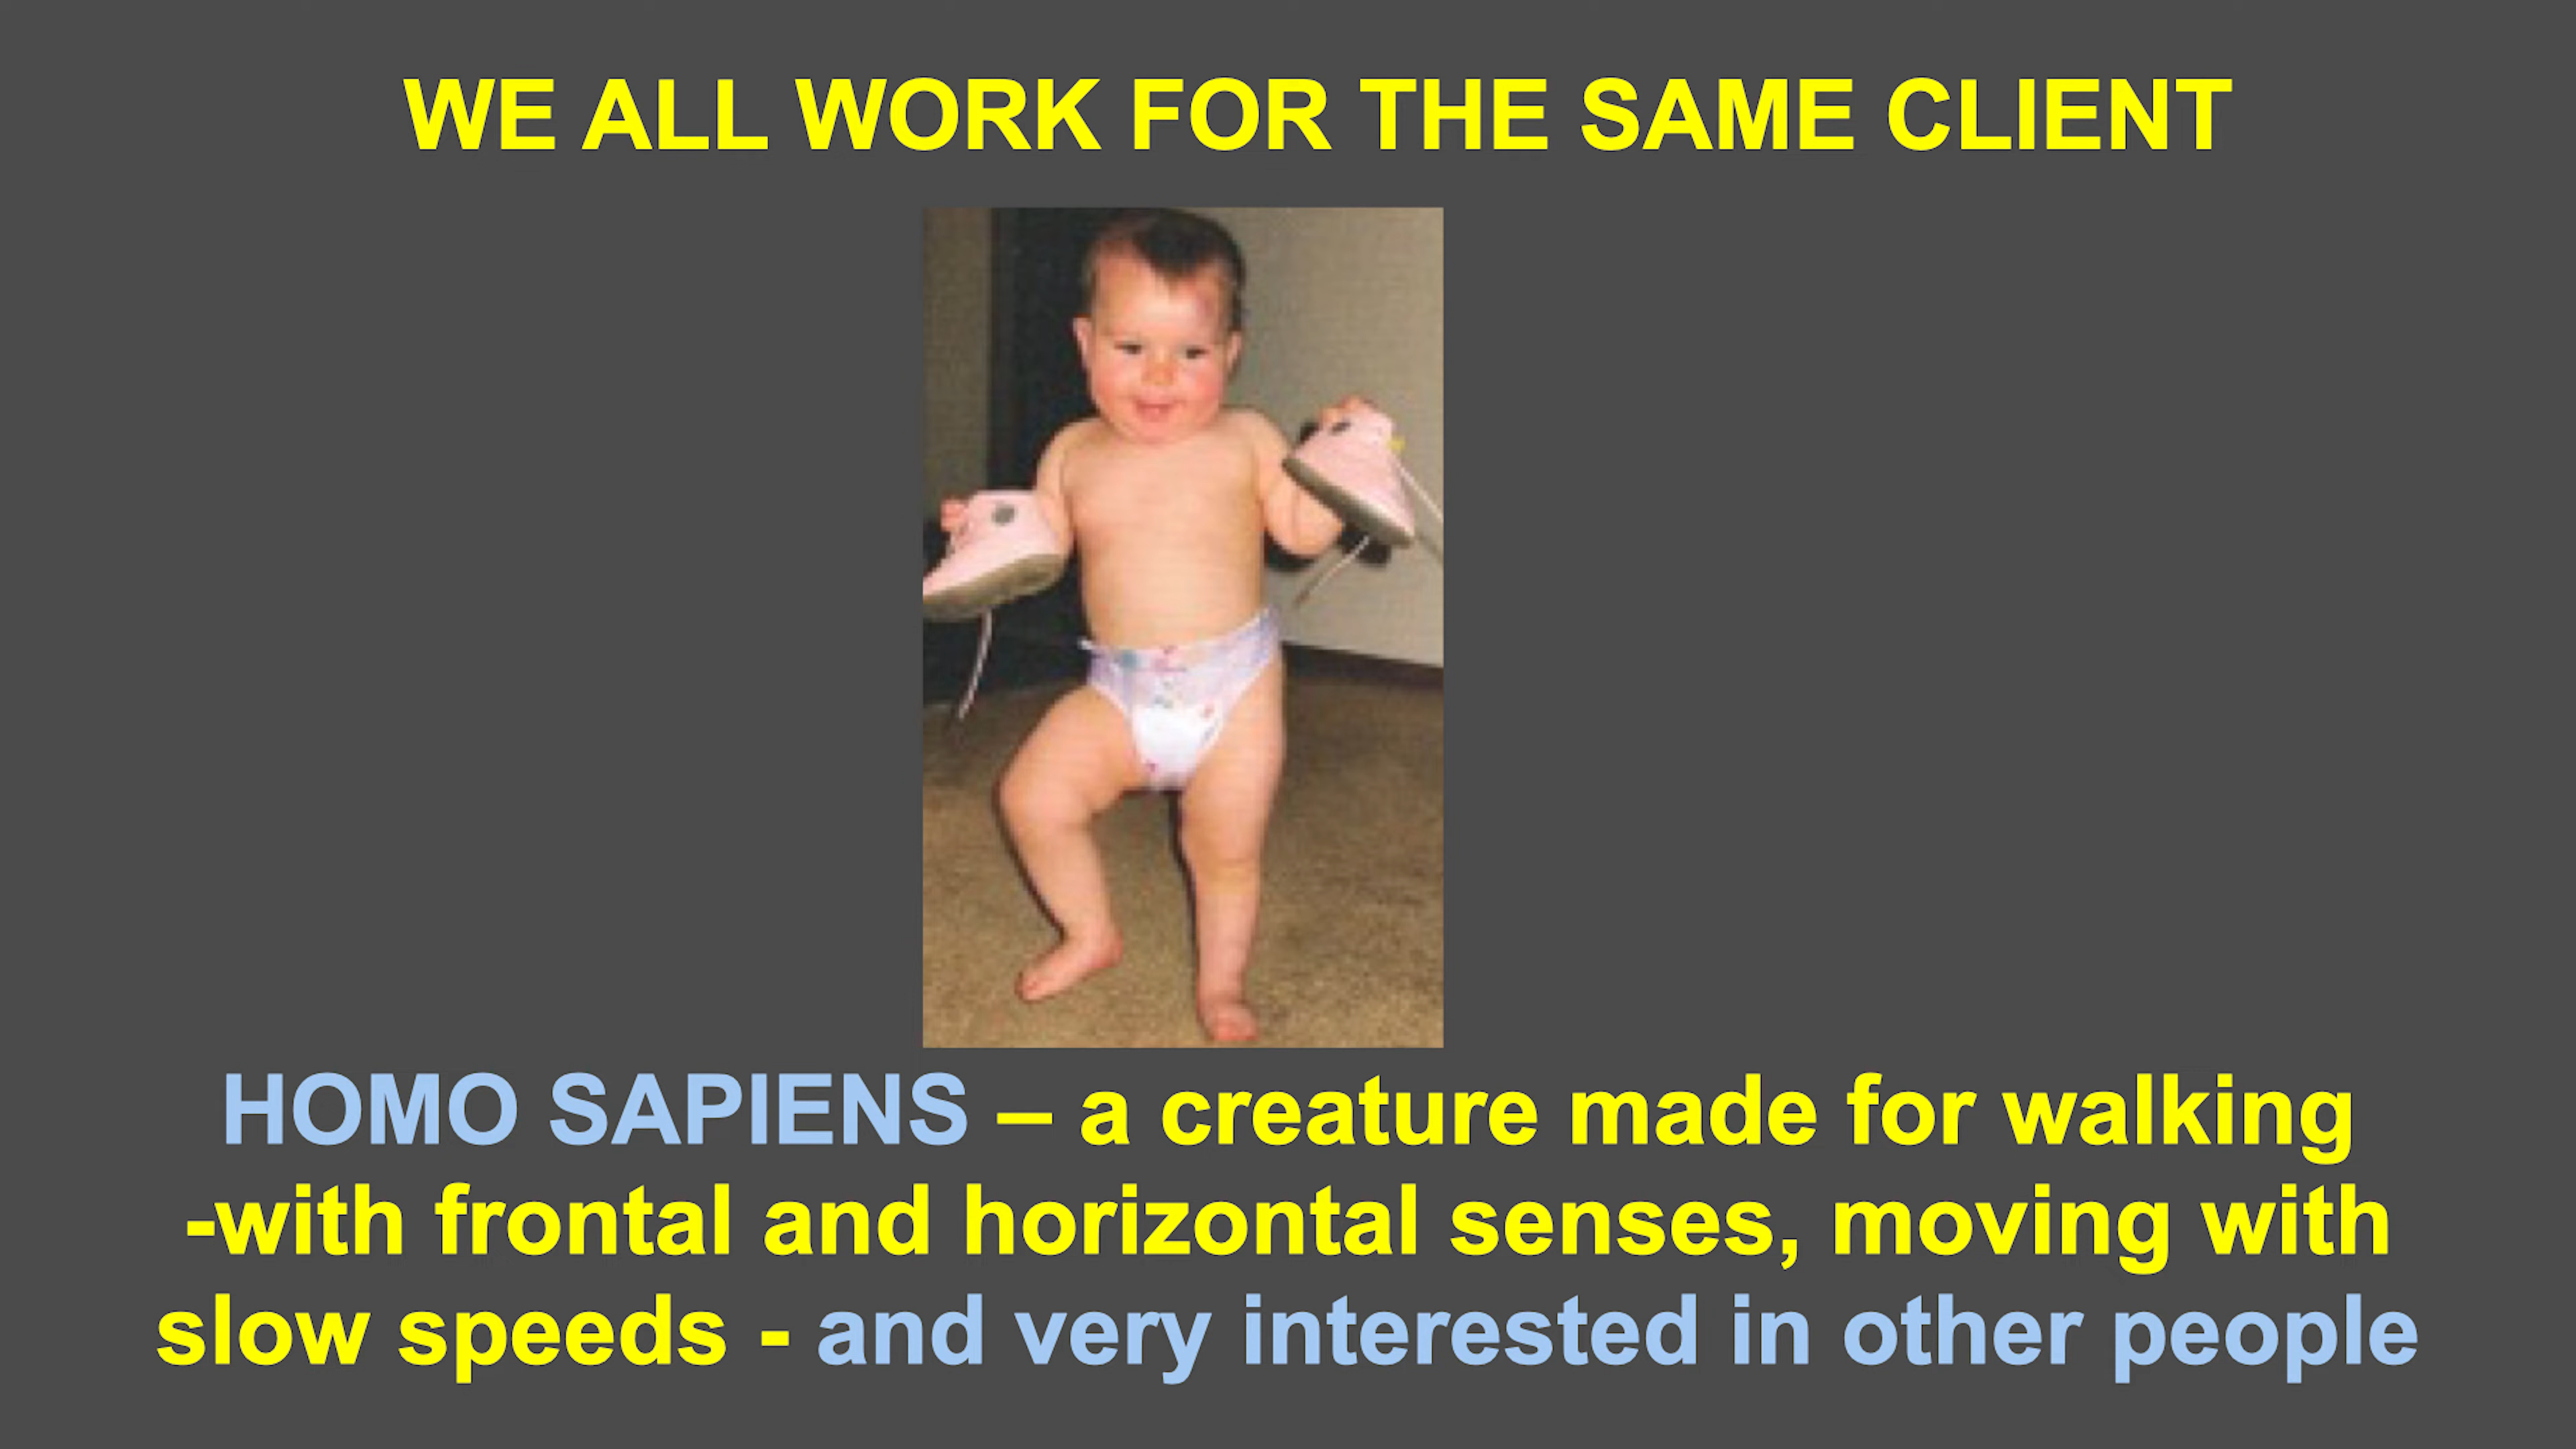 WE ALL WORK FOR THE SAME CLIENT
HOMO SAPIENS – a creature made for walking
-with frontal and horizontal senses, moving with
slow speeds - and very interested in other people